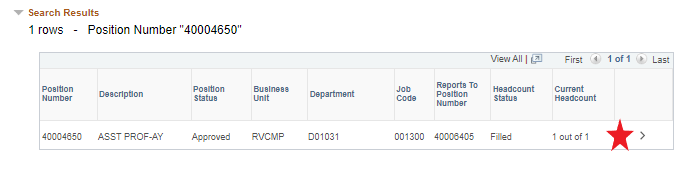 Search Results
1 rows - Position Number "40004650"
View All | First 1 of 1 Last
Position Number Description Position Status Business Unit Department Job Code Reports To Position Number Headcount Status Current Headcount
40004650 ASST PROF-AY Approved RVCMP D01031 001300 40006405 Filled 1 out of 1